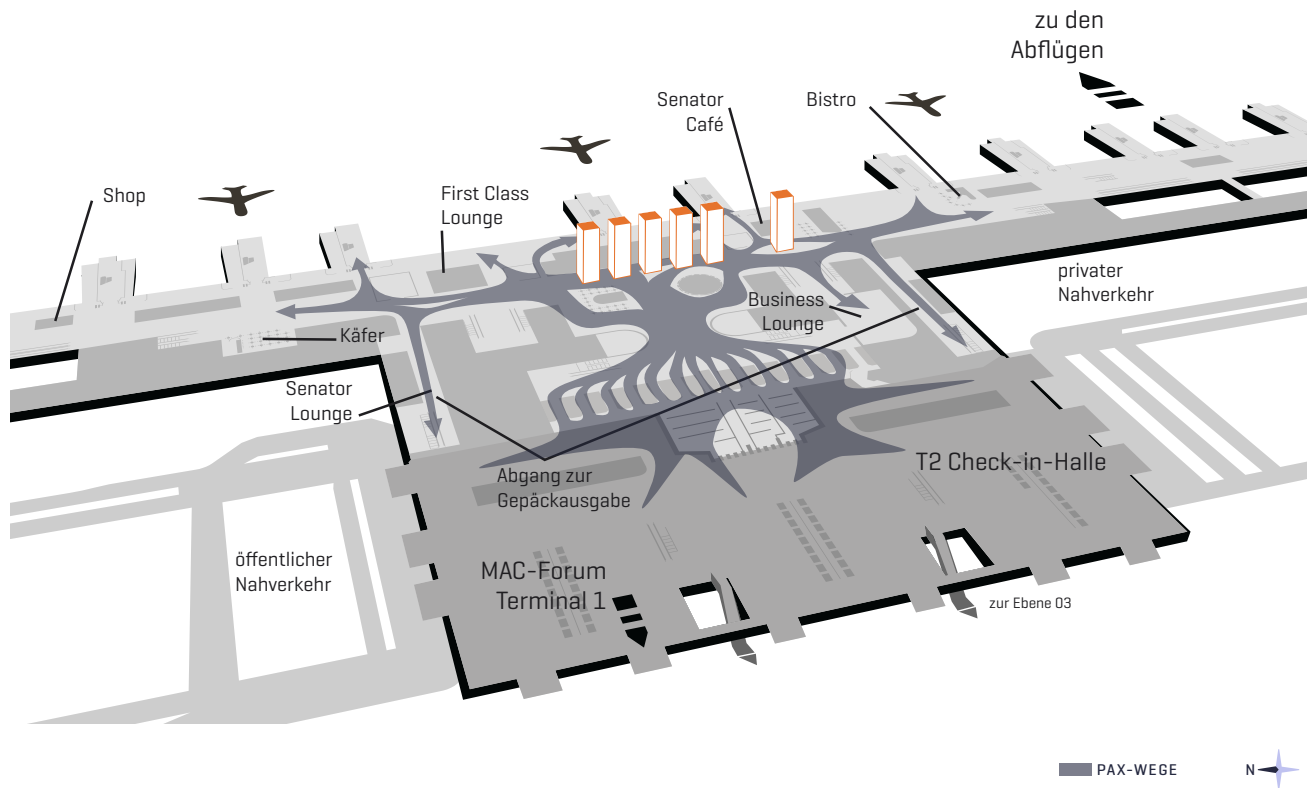 zu den
Abflügen
Senator
Café
Bistro
Shop
First Class
Lounge
privater
Nahverkehr
Business
Lounge
Käfer
Senator
Lounge
Abgang zur
Gepäckausgabe
T2 Check-in-Halle
öffentlicher
Nahverkehr
MAC-Forum
Terminal 1
zur Ebene 03
PAX-WEGE
N